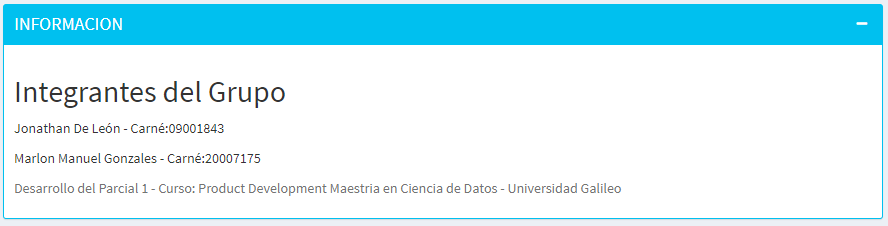 INFORMACION
Integrantes del Grupo
Jonathan De León - Carné:09001843
Marlon Manuel Gonzales - Carné:20007175
Desarrollo del Parcial 1 - Curso: Product Development Maestria en Ciencia de Datos - Universidad Galileo